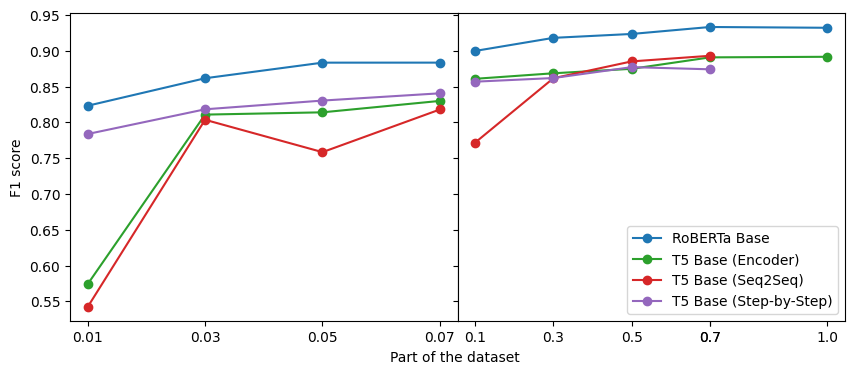 0.95
0.90
0.85
0.80
0.75
0.70
0.65
0.60
0.55
F1 score
0.01 0.03 0.05 0.07 0.1 0.3 0.5 0.7 1.0
Part of the dataset
RoBERTa Base
T5 Base (Encoder)
T5 Base (Seq2Seq)
T5 Base (Step-by-Step)